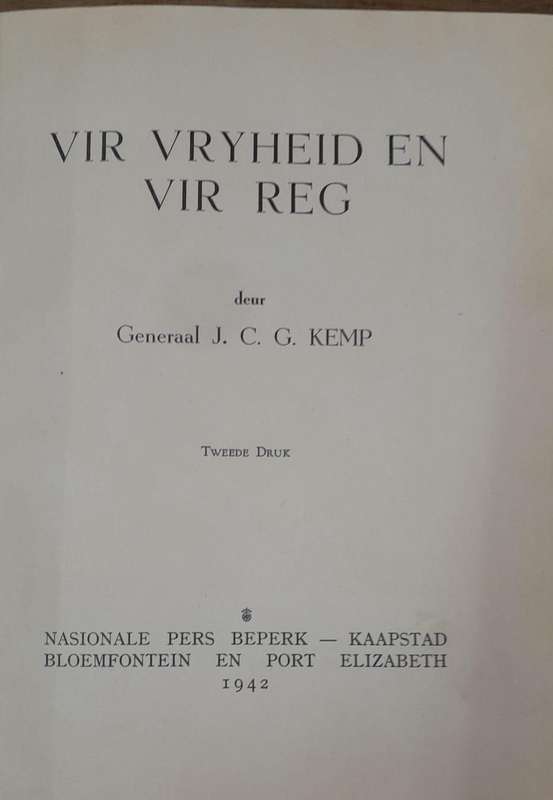 VIR VRYHEID EN
VIR REG
deur
Generaal J. C. G. KEMP
TWEEDE DRUK
NASIONALE PERS BEPERK — KAAPSTAD
BLOEMFONTEIN EN PORT ELIZABETH
1942